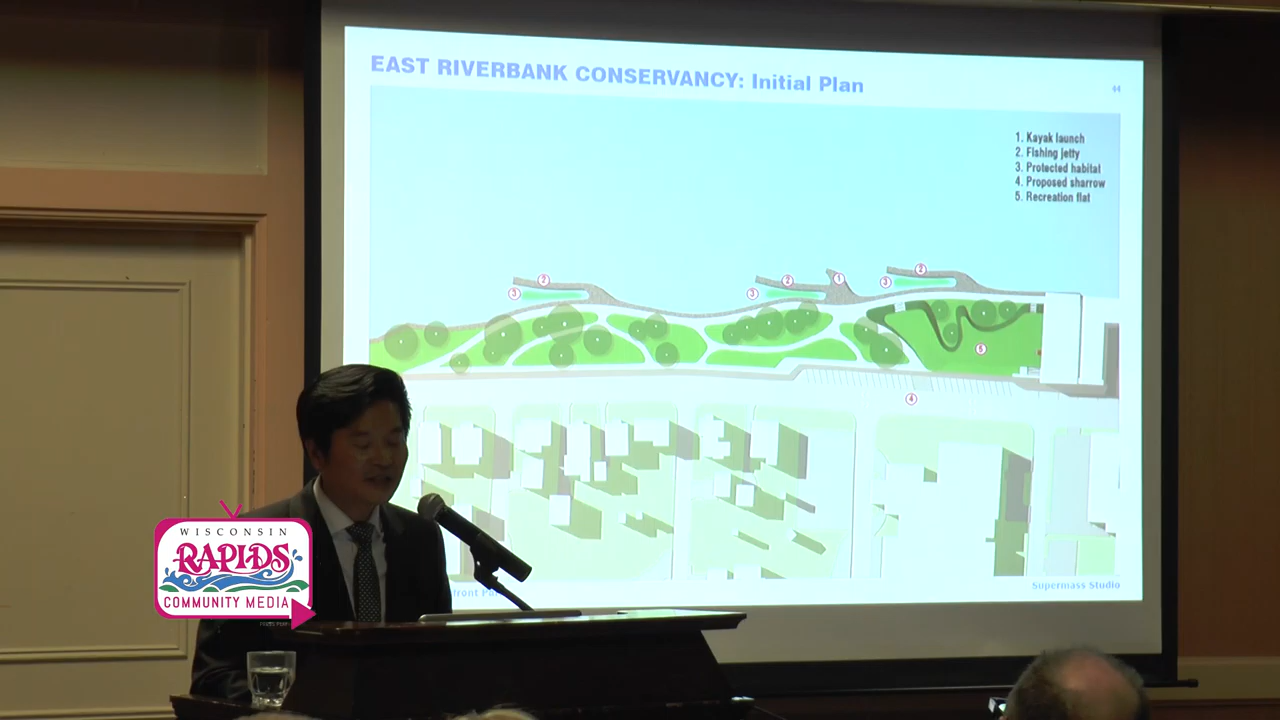 EAST RIVERBANK CONSERVANCY: Initial Plan
1. Kayak launch
2. Fishing jetty
3. Protected habitat
4. Proposed sharrow
5. Recreation flat
2
3
2
1
3
2
3
5
4
WISCONSIN
RAPIDS
COMMUNITY MEDIA
front
Supermass Studio